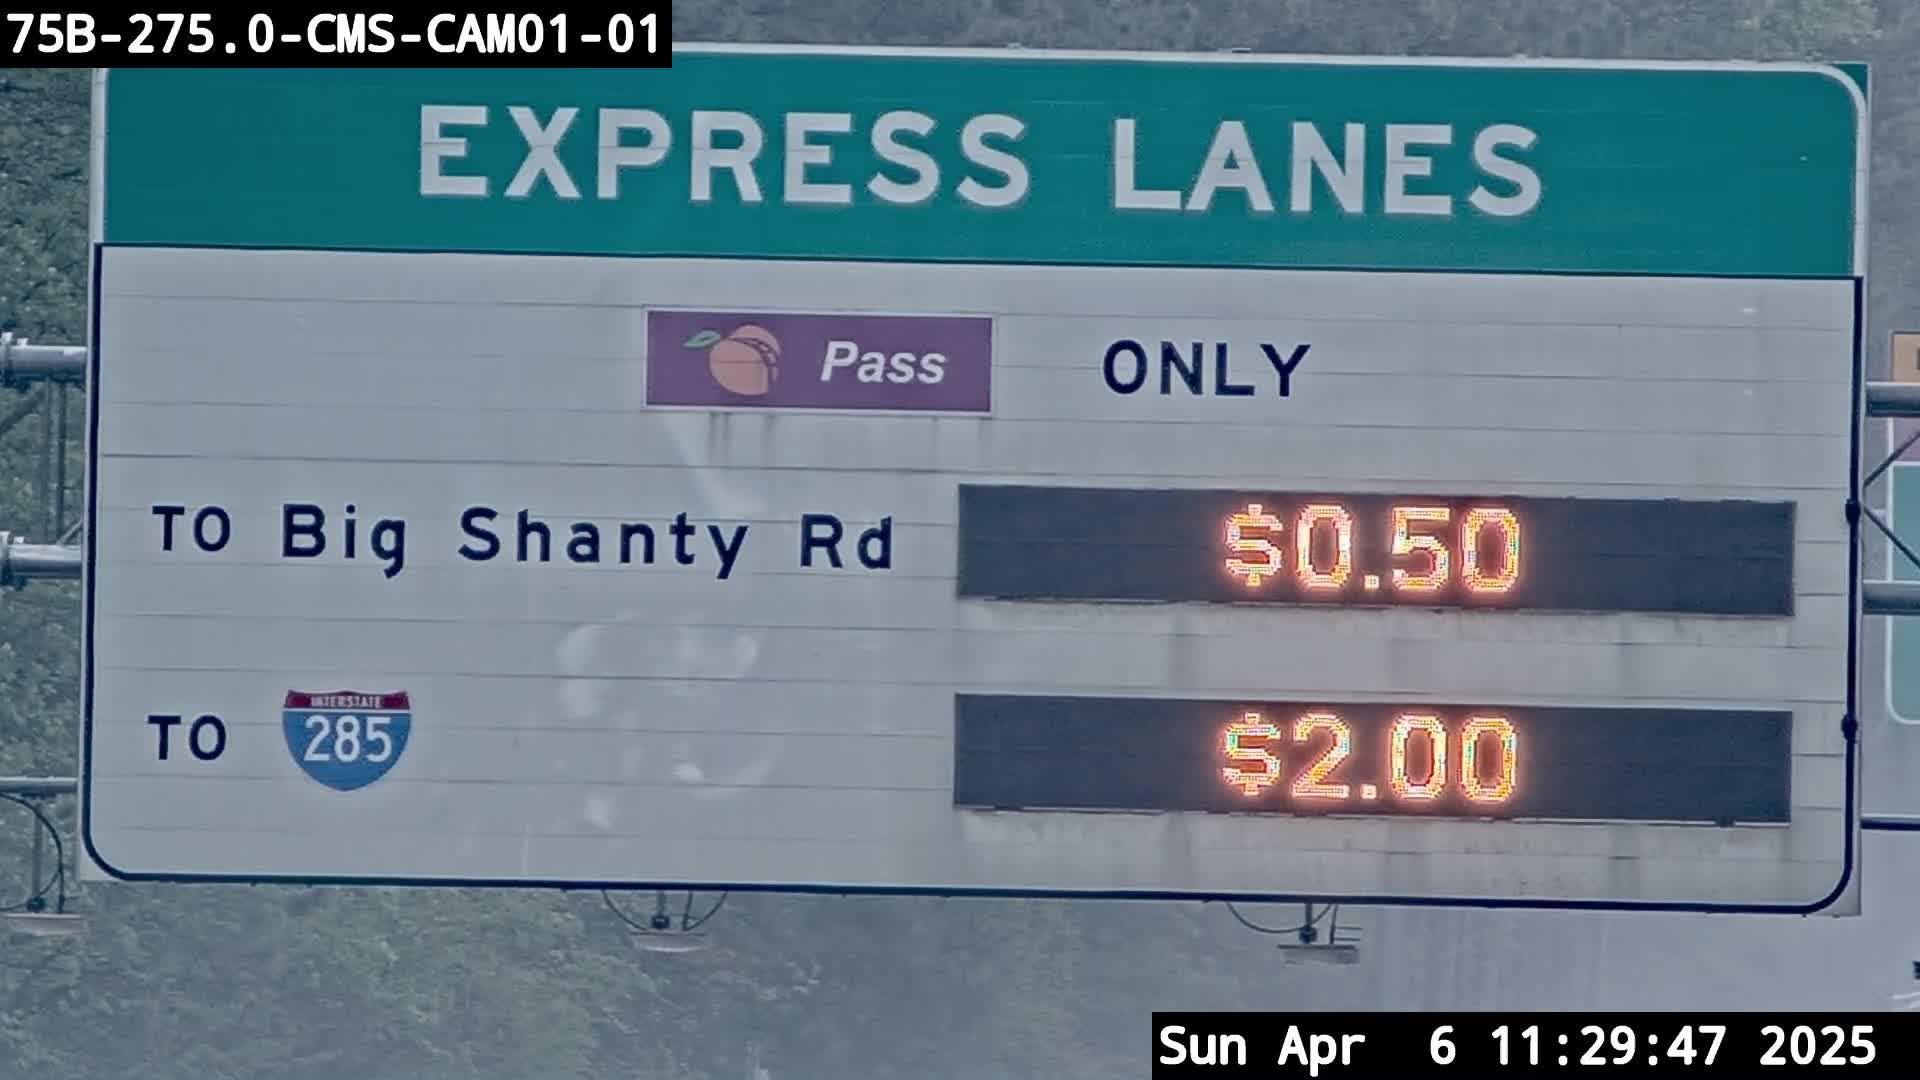 75B-275.0-CMS-CAM01-01
EXPRESS LANES
Pass ONLY
TO Big Shanty Rd $0.50
TO INTERSTATE 285 $2.00
Sun Apr 6 11:29:47 2025